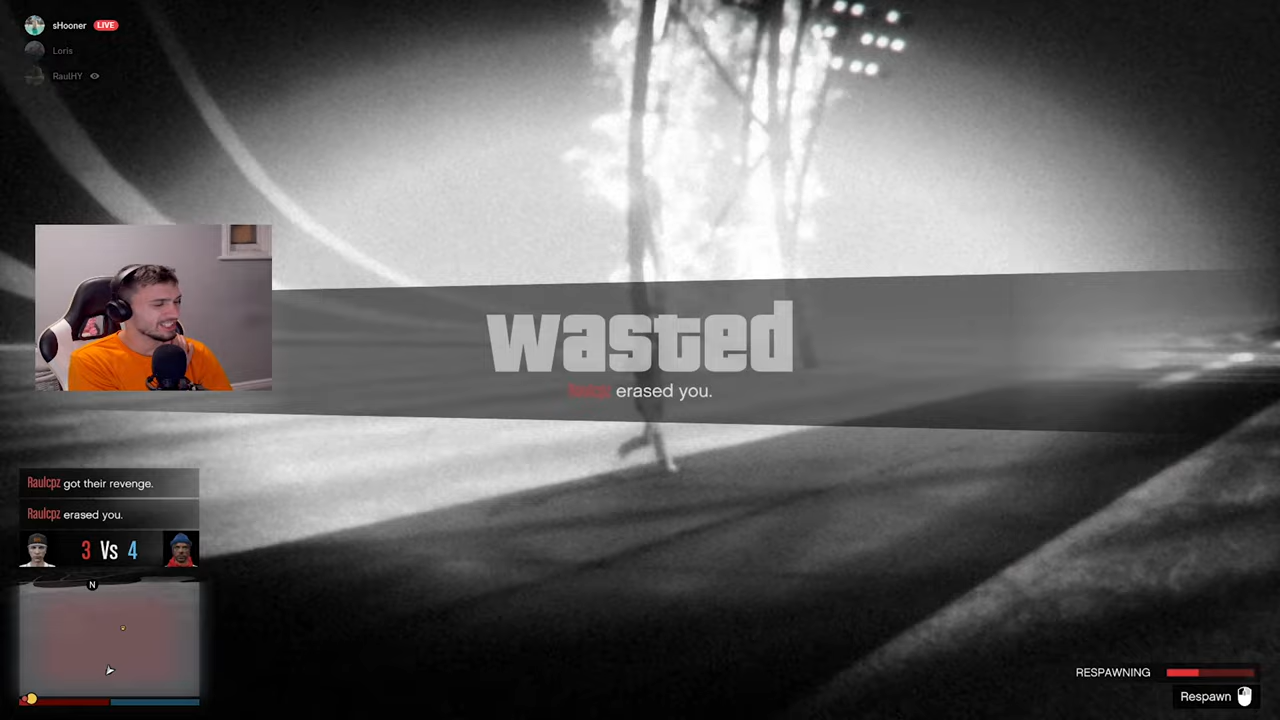 sHooner LIVE
Loris
RaulHY
wasted
erased you.
Raulcpz got their revenge.
Raulcpz erased you.
3 Vs 4
N
RESPAWNING
Respawn